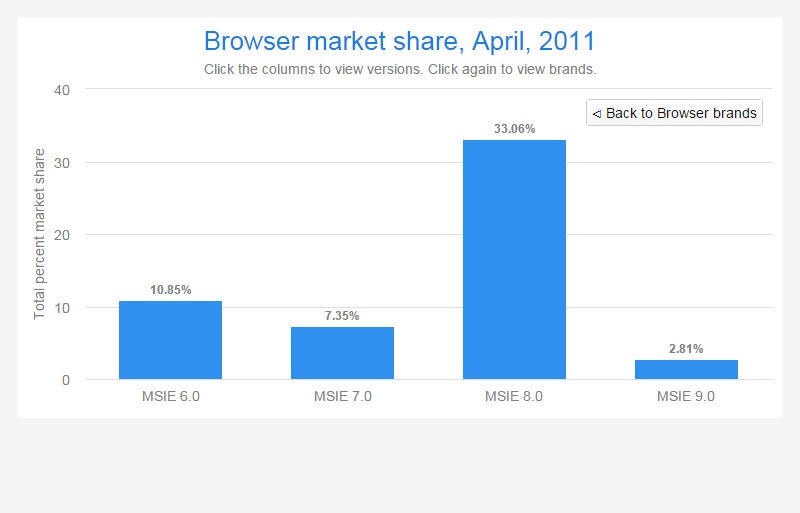 Browser market share, April, 2011
Click the columns to view versions. Click again to view brands.
Total percent market share
40
30
20
10
0
◁ Back to Browser brands
10.85%
7.35%
33.06%
2.81%
MSIE 6.0
MSIE 7.0
MSIE 8.0
MSIE 9.0